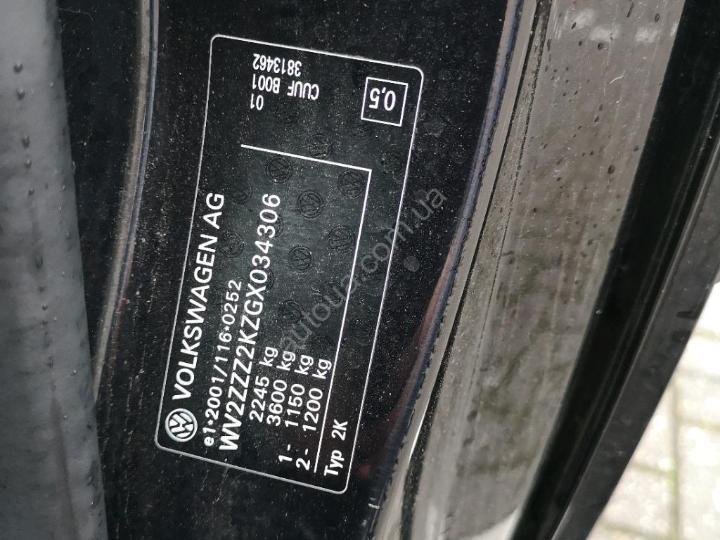 VOLKSWAGEN AG
e1*2001/116*0252
WV2ZZZ2KZGX034306
2245 kg
3600 kg
1- 1150 kg
2- 1200 kg
Typ 2K
01
CUUF B001
3813462
0,5
autoua.com.ua